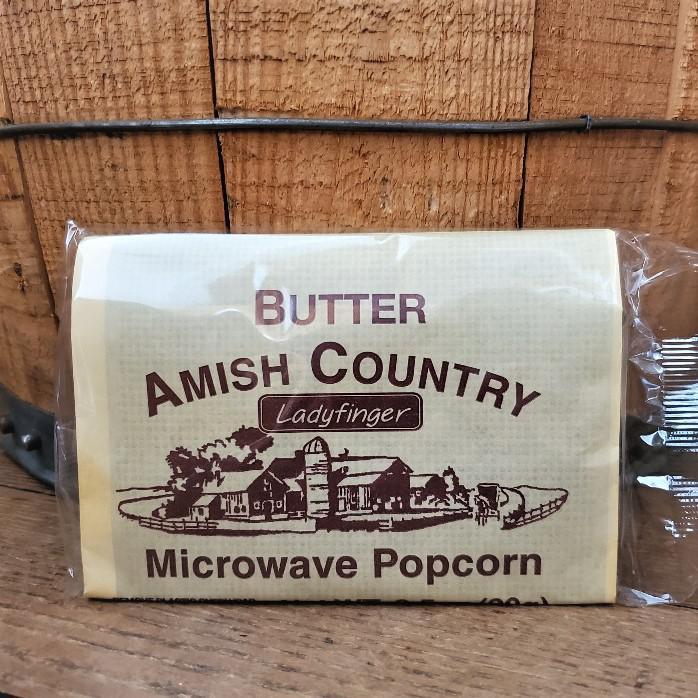 BUTTER
AMISH COUNTRY
Ladyfinger
Microwave Popcorn